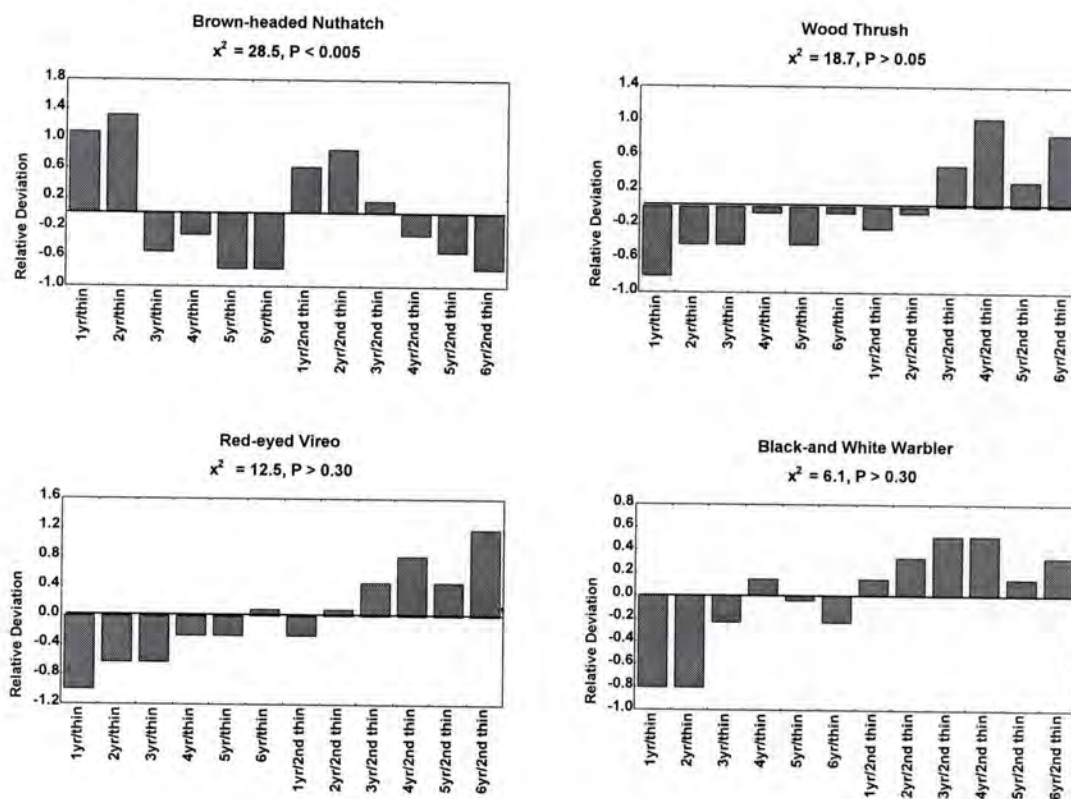 Brown-headed Nuthatch
x² = 28.5, P < 0.005
Relative Deviation
1.8
1.4
1.0
0.6
0.2
-0.2
-0.6
-1.0
1yr/thin
2yr/thin
3yr/thin
4yr/thin
5yr/thin
6yr/thin
1yr/2nd thin
2yr/2nd thin
3yr/2nd thin
4yr/2nd thin
5yr/2nd thin
6yr/2nd thin
Wood Thrush
x² = 18.7, P > 0.05
Relative Deviation
1.4
1.0
0.6
0.2
-0.2
-0.6
-1.0
1yr/thin
2yr/thin
3yr/thin
4yr/thin
5yr/thin
6yr/thin
1yr/2nd thin
2yr/2nd thin
3yr/2nd thin
4yr/2nd thin
5yr/2nd thin
6yr/2nd thin
Red-eyed Vireo
x² = 12.5, P > 0.30
Relative Deviation
1.6
1.2
0.8
0.4
0.0
-0.4
-0.8
-1.2
1yr/thin
2yr/thin
3yr/thin
4yr/thin
5yr/thin
6yr/thin
1yr/2nd thin
2yr/2nd thin
3yr/2nd thin
4yr/2nd thin
5yr/2nd thin
6yr/2nd thin
Black-and White Warbler
x² = 6.1, P > 0.30
Relative Deviation
0.8
0.6
0.4
0.2
0.0
-0.2
-0.4
-0.6
-0.8
-1.0
1yr/thin
2yr/thin
3yr/thin
4yr/thin
5yr/thin
6yr/thin
1yr/2nd thin
2yr/2nd thin
3yr/2nd thin
4yr/2nd thin
5yr/2nd thin
6yr/2nd thin